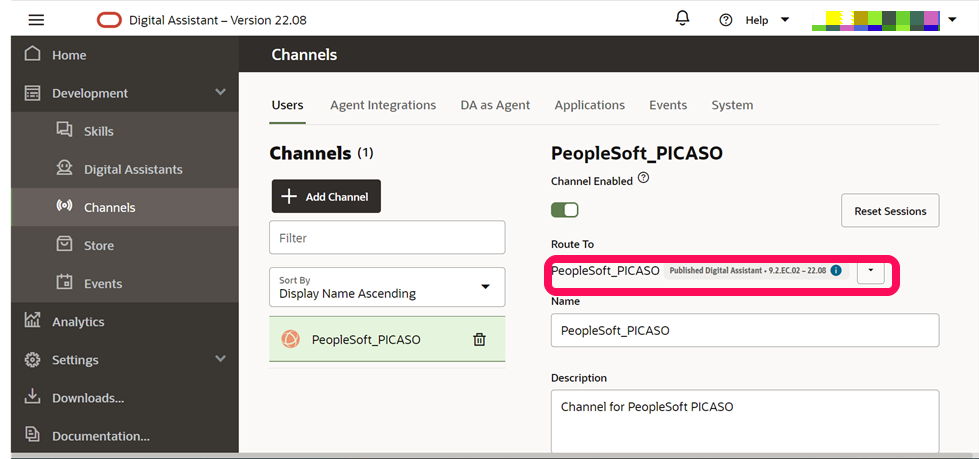 Digital Assistant – Version 22.08
Help
Home
Development
Skills
Digital Assistants
Channels
Store
Events
Analytics
Settings
Downloads...
Documentation...
Channels
Users
Agent Integrations
DA as Agent
Applications
Events
System
Channels (1)
Add Channel
Filter
Sort By
Display Name Ascending
PeopleSoft_PICASO
PeopleSoft_PICASO
Channel Enabled
Reset Sessions
Route To
PeopleSoft_PICASO Published Digital Assistant • 9.2.EC.02 – 22.08
Name
PeopleSoft_PICASO
Description
Channel for PeopleSoft PICASO